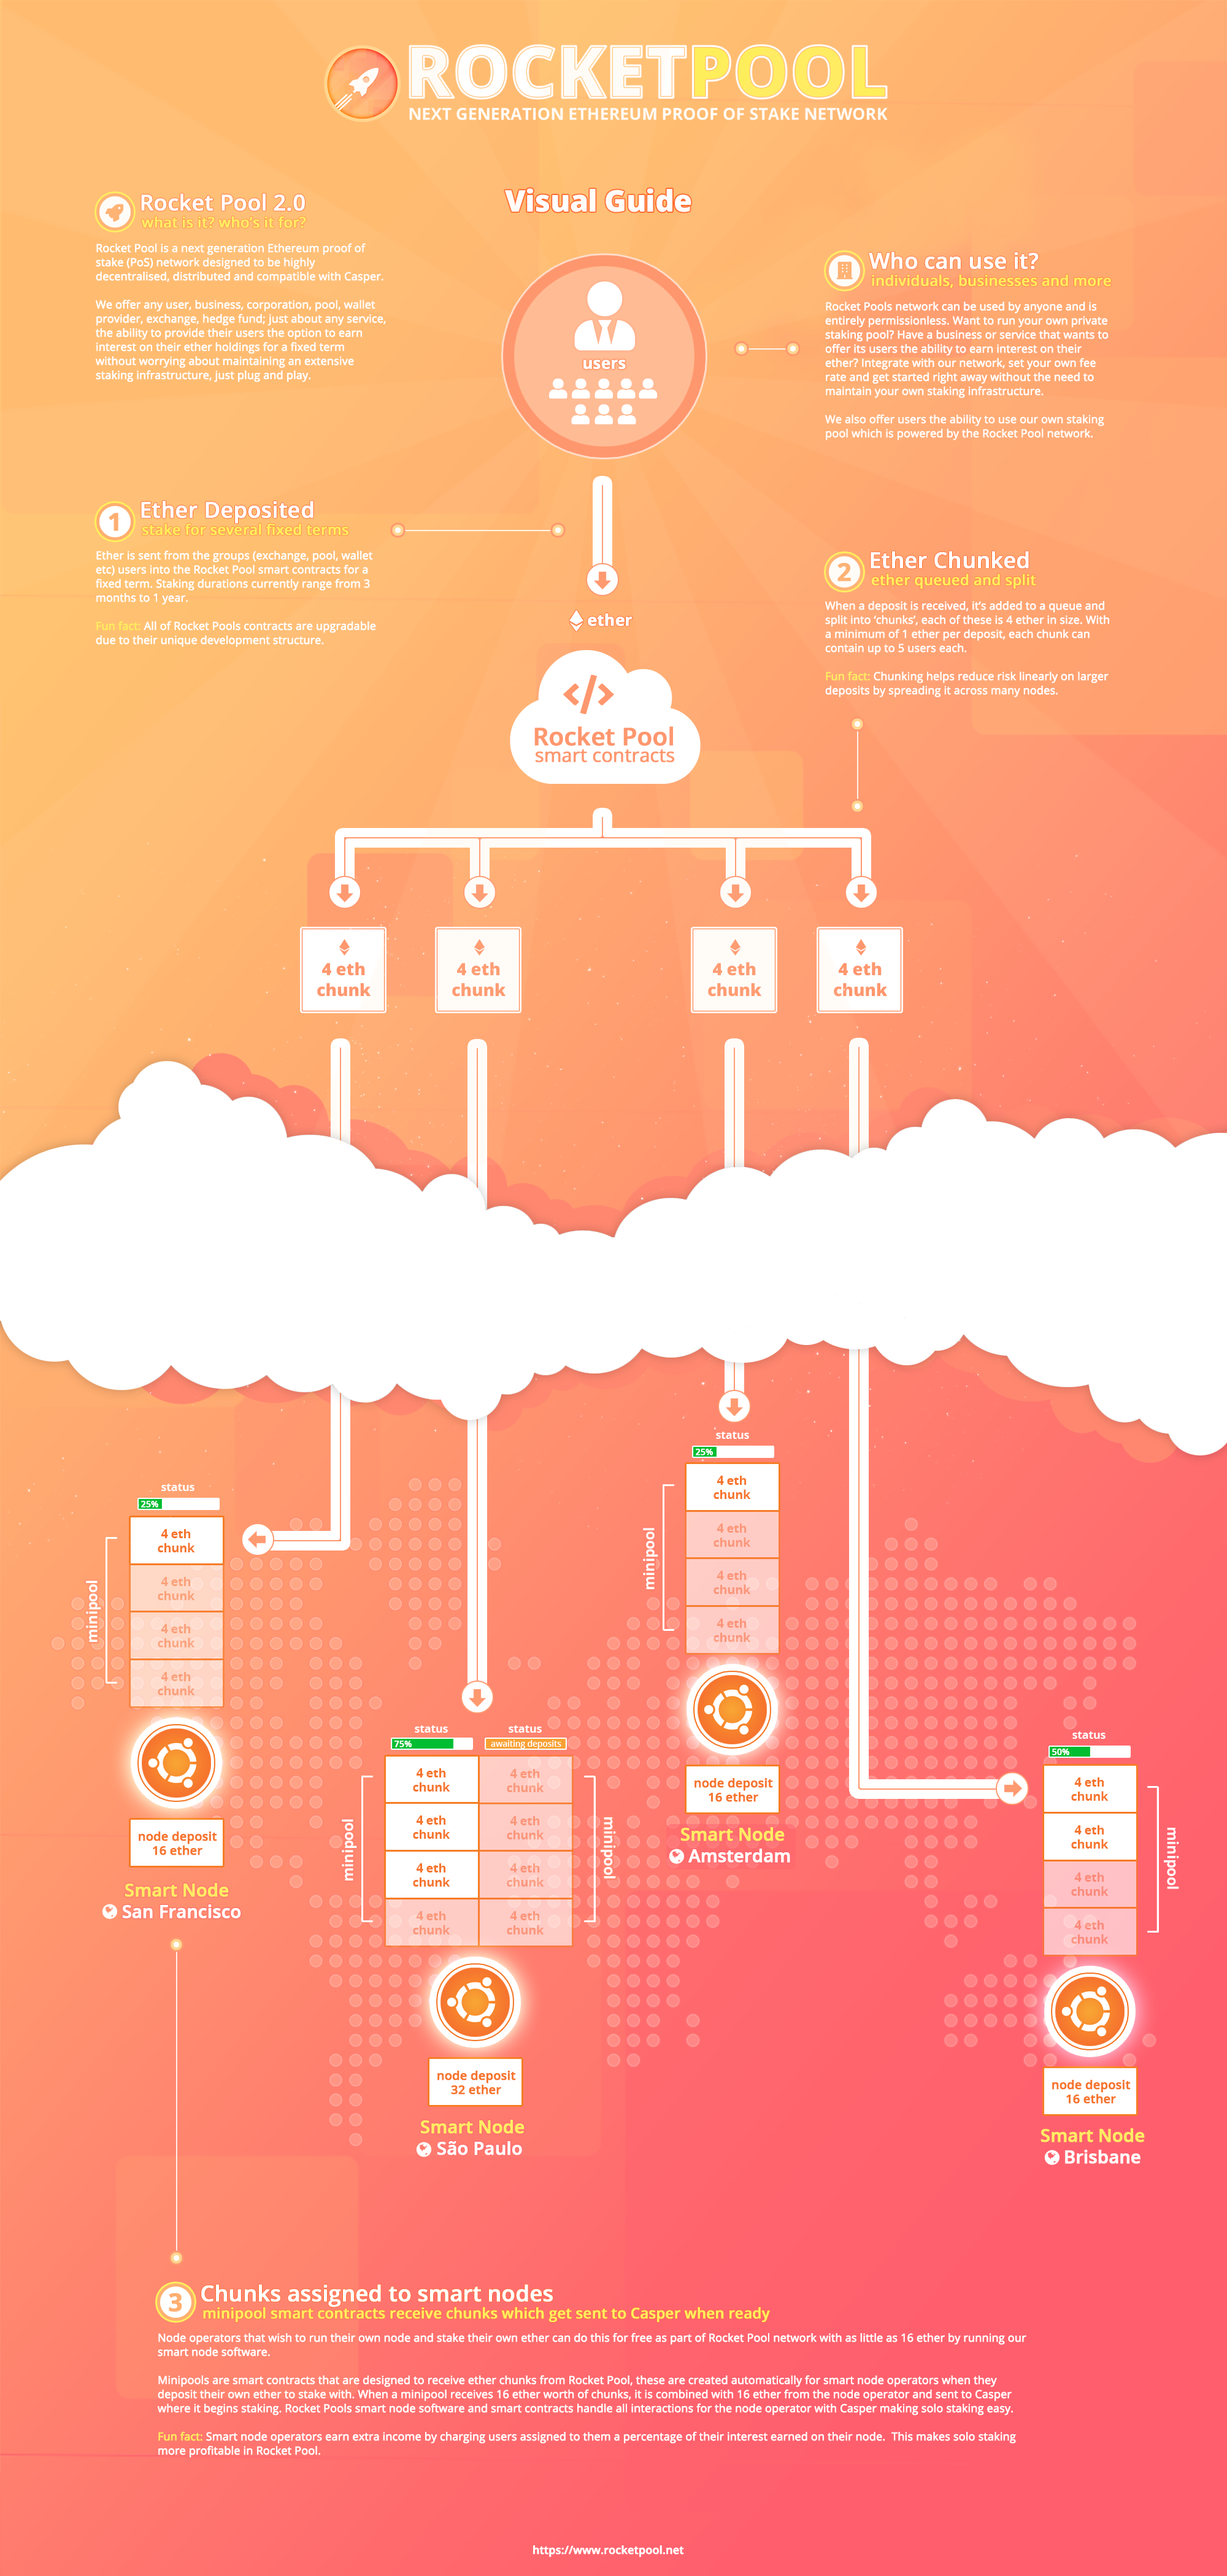 ROCKETPOOL
NEXT GENERATION ETHEREUM PROOF OF STAKE NETWORK
Visual Guide
Rocket Pool 2.0
what is it? who's it for?
Rocket Pool is a next generation Ethereum proof of
stake (PoS) network designed to be highly
decentralised, distributed and compatible with Casper.
We offer any user, business, corporation, pool, wallet
provider, exchange, hedge fund; just about any service,
the ability to provide their users the option to earn
interest on their ether holdings for a fixed term
without worrying about maintaining an extensive
staking infrastructure, just plug and play.
users
Who can use it?
individuals, businesses and more
Rocket Pools network can be used by anyone and is
entirely permissionless. Want to run your own private
staking pool? Have a business or service that wants to
offer its users the ability to earn interest on their
ether? Integrate with our network, set your own fee
rate and get started right away without the need to
maintain your own staking infrastructure.
We also offer users the ability to use our own staking
pool which is powered by the Rocket Pool network.
1
Ether Deposited
stake for several fixed terms
Ether is sent from the groups (exchange, pool, wallet
etc) users into the Rocket Pool smart contracts for a
fixed term. Staking durations currently range from 3
months to 1 year.
Fun fact: All of Rocket Pools contracts are upgradable
due to their unique development structure.
ether
2
Ether Chunked
ether queued and split
When a deposit is received, it's added to a queue and
split into 'chunks', each of these is 4 ether in size. With
a minimum of 1 ether per deposit, each chunk can
contain up to 5 users each.
Fun fact: Chunking helps reduce risk linearly on larger
deposits by spreading it across many nodes.
</>
Rocket Pool
smart contracts
4 eth
chunk
4 eth
chunk
4 eth
chunk
4 eth
chunk
status
25%
4 eth
chunk
4 eth
chunk
4 eth
chunk
4 eth
chunk
minipool
node deposit
16 ether
Smart Node
San Francisco
status
75%
status
awaiting deposits
4 eth
chunk
4 eth
chunk
4 eth
chunk
4 eth
chunk
4 eth
chunk
4 eth
chunk
4 eth
chunk
4 eth
chunk
minipool
minipool
node deposit
32 ether
Smart Node
São Paulo
status
25%
4 eth
chunk
4 eth
chunk
4 eth
chunk
4 eth
chunk
minipool
node deposit
16 ether
Smart Node
Amsterdam
status
50%
4 eth
chunk
4 eth
chunk
4 eth
chunk
4 eth
chunk
minipool
node deposit
16 ether
Smart Node
Brisbane
3
Chunks assigned to smart nodes
minipool smart contracts receive chunks which get sent to Casper when ready
Node operators that wish to run their own node and stake their own ether can do this for free as part of Rocket Pool network with as little as 16 ether by running our
smart node software.
Minipools are smart contracts that are designed to receive ether chunks from Rocket Pool, these are created automatically for smart node operators when they
deposit their own ether to stake with. When a minipool receives 16 ether worth of chunks, it is combined with 16 ether from the node operator and sent to Casper
where it begins staking. Rocket Pools smart node software and smart contracts handle all interactions for the node operator with Casper making solo staking easy.
Fun fact: Smart node operators earn extra income by charging users assigned to them a percentage of their interest earned on their node. This makes solo staking
more profitable in Rocket Pool.
https://www.rocketpool.net